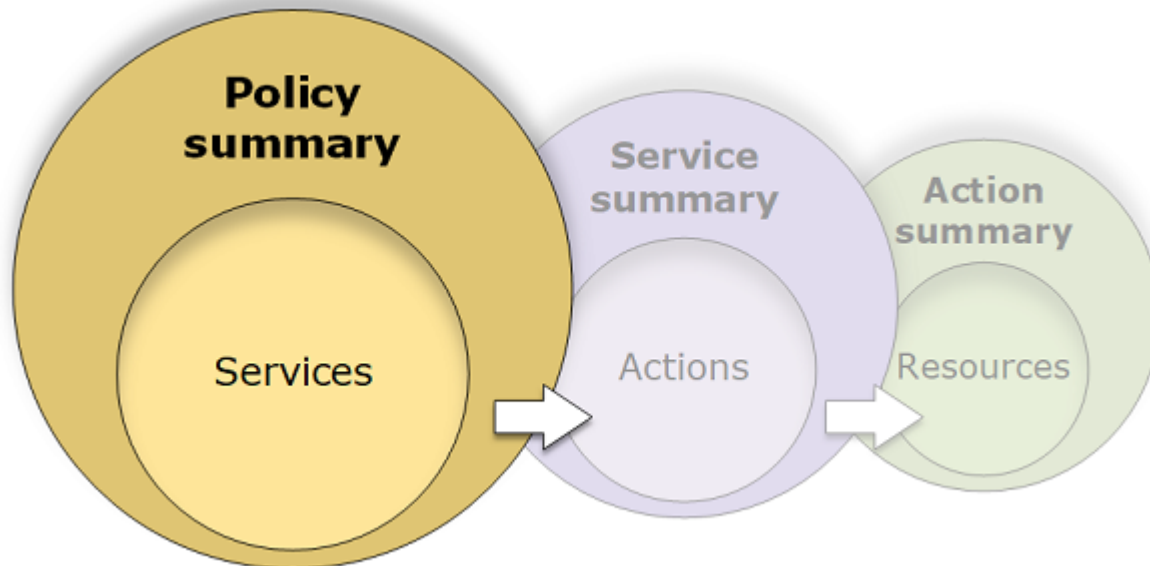 Policy
summary
Services
Service
summary
Actions
Action
summary
Resources